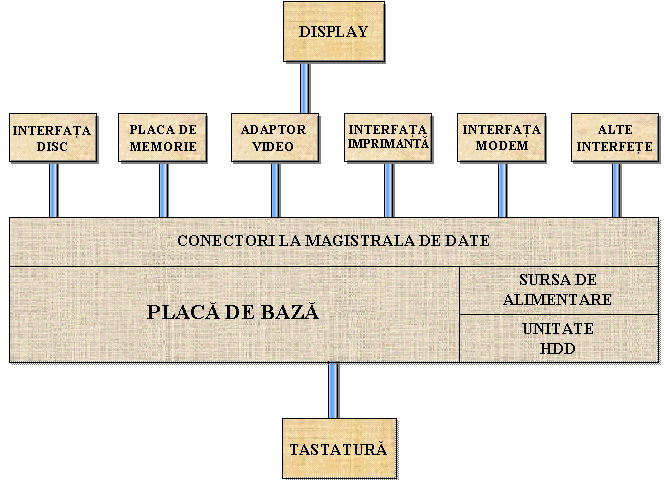 DISPLAY
INTERFAȚA
DISC
PLACA DE
MEMORIE
ADAPTOR
VIDEO
INTERFAȚA
IMPRIMANTĂ
INTERFAȚA
MODEM
ALTE
INTERFEȚE
CONECTORI LA MAGISTRALA DE DATE
PLACĂ DE BAZĂ
SURSA DE
ALIMENTARE
UNITATE
HDD
TASTATURĂ